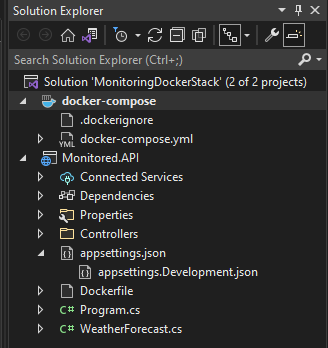 Solution Explorer
Search Solution Explorer (Ctrl+;)
Solution 'MonitoringDockerStack' (2 of 2 projects)
docker-compose
.dockerignore
YML docker-compose.yml
Monitored.API
Connected Services
Dependencies
Properties
Controllers
appsettings.json
appsettings.Development.json
Dockerfile
C# Program.cs
C# WeatherForecast.cs